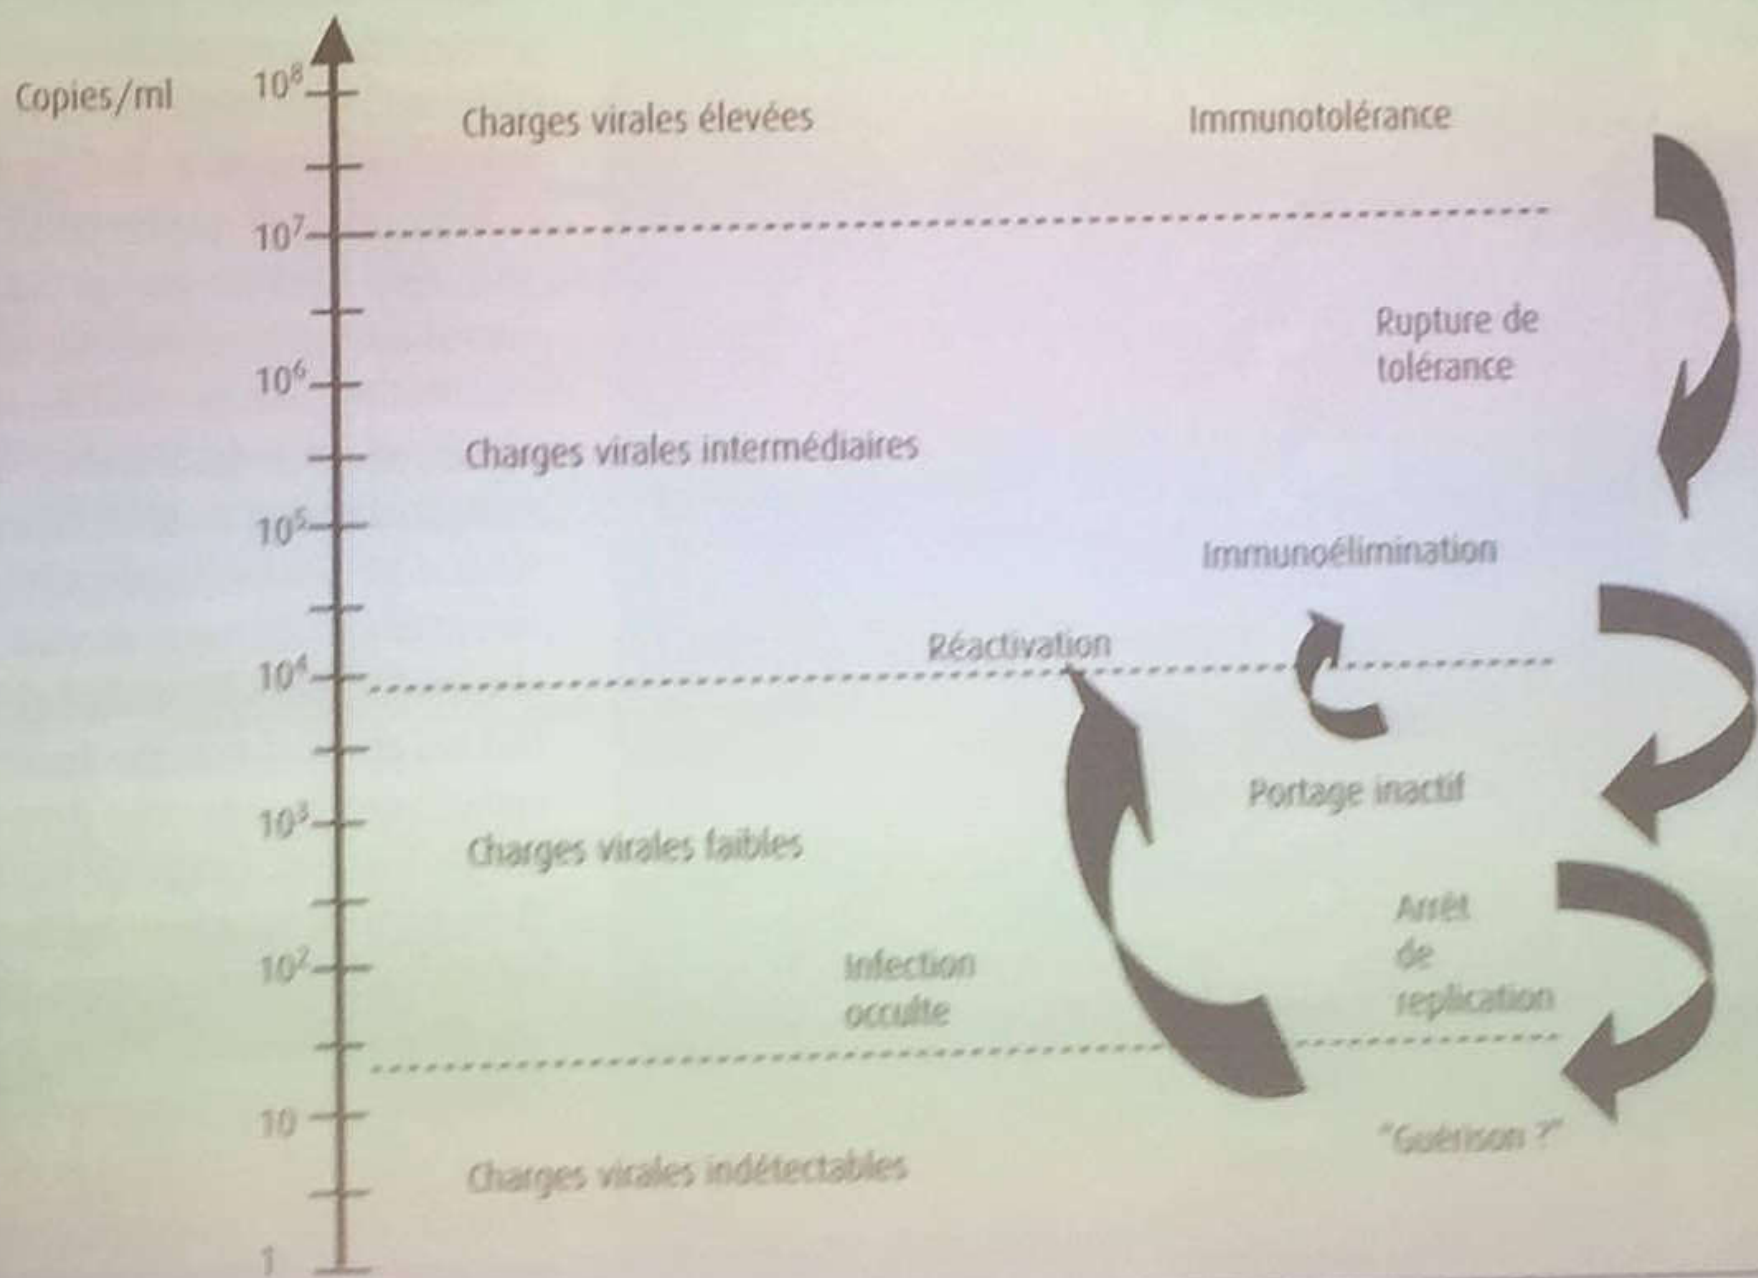 Copies/ml
10⁸
Charges virales élevées
Immunotolérance
10⁷
Rupture de
tolérance
10⁶
Charges virales intermédiaires
10⁵
Immunoélimination
Réactivation
10⁴
Portage inactif
10³
Charges virales faibles
Arrêt
de
replication
10²
Infection
occulte
10
"Guérison ?"
Charges virales indétectables
1